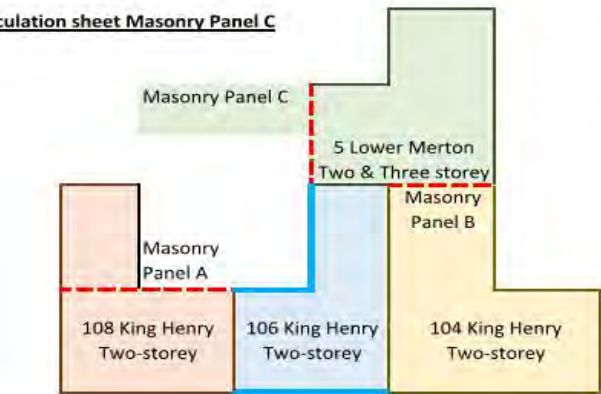 culation sheet Masonry Panel C
Masonry Panel C
5 Lower Merton
Two & Three storey
Masonry
Panel B
Masonry
Panel A
108 King Henry
Two-storey
106 King Henry
Two-storey
104 King Henry
Two-storey